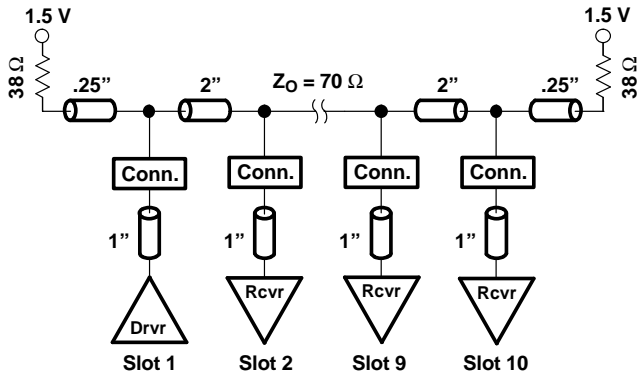 1.5 V 1.5 V
38 Ω .25” 2” ZO = 70 Ω 2” .25” 38 Ω
Conn. Conn. Conn. Conn.
1” 1” 1” 1”
Drvr Rcvr Rcvr Rcvr
Slot 1 Slot 2 Slot 9 Slot 10